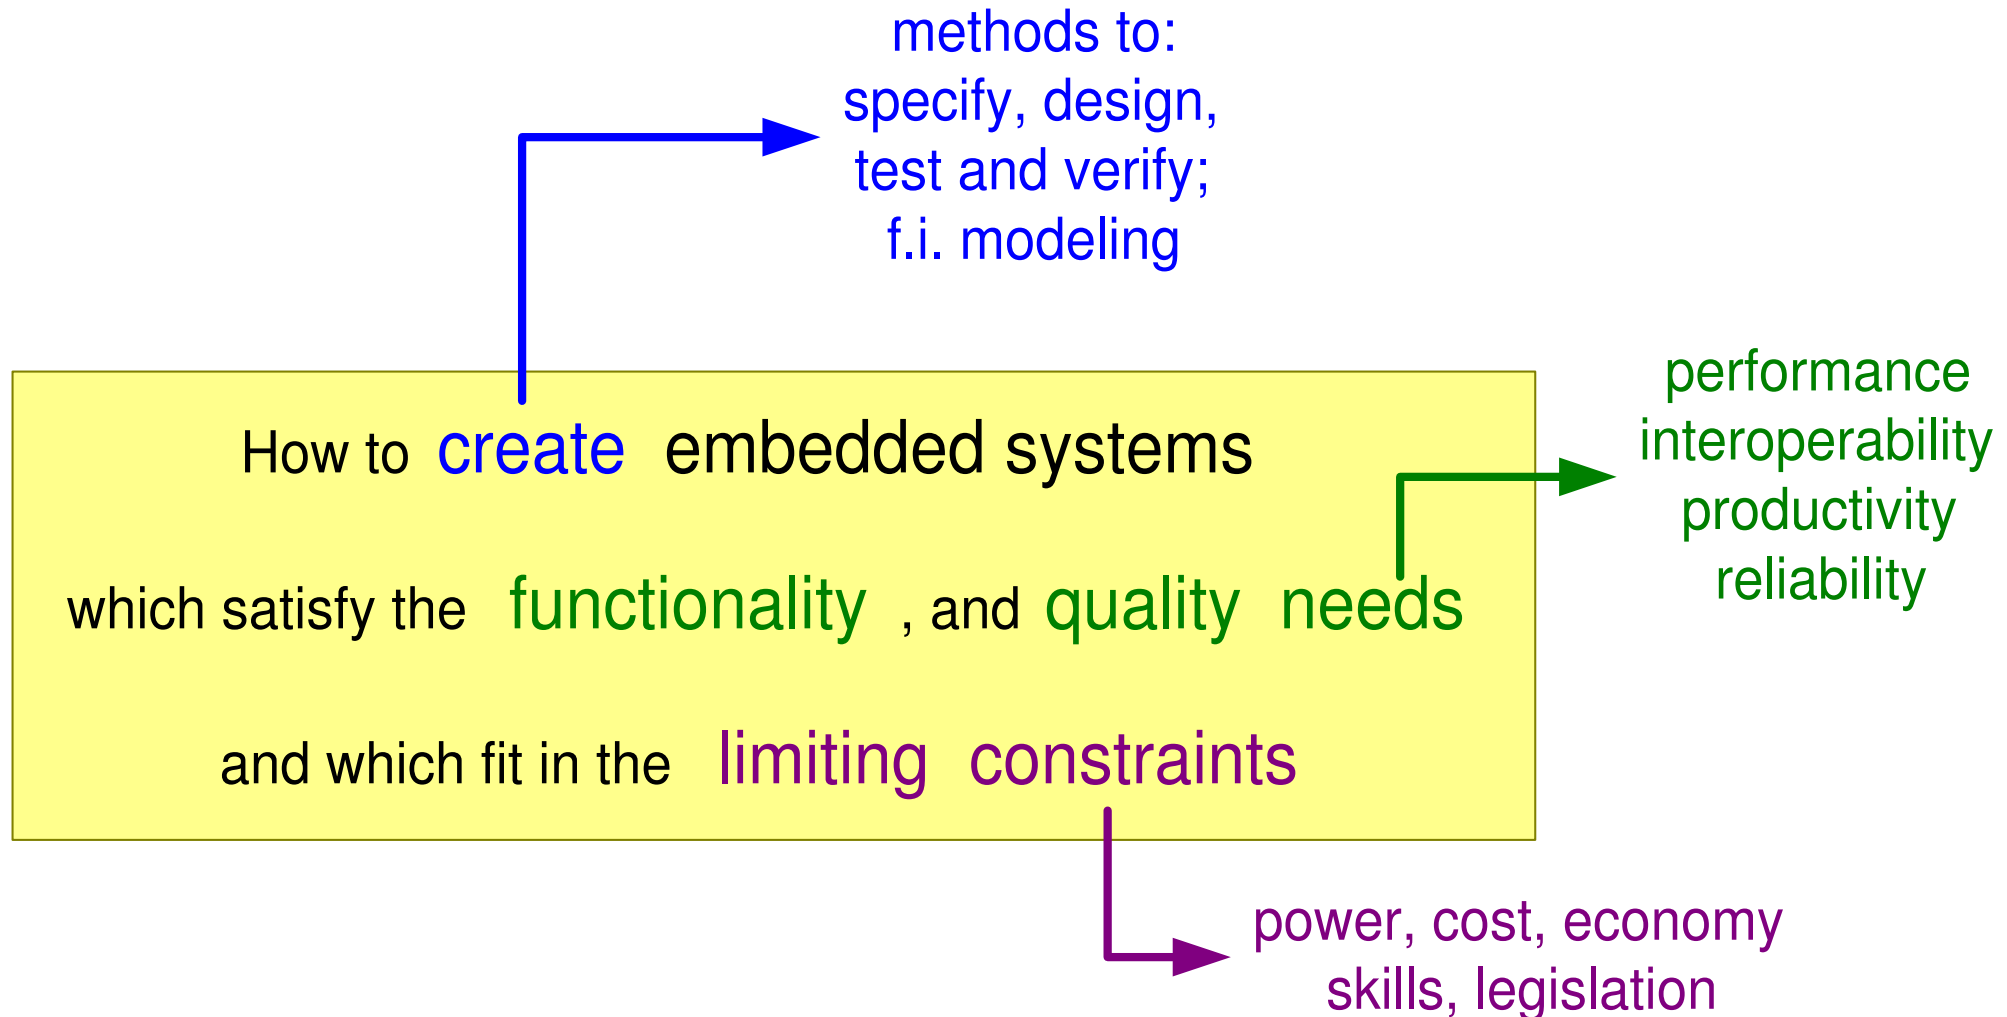 methods to:
specify, design,
test and verify;
f.i. modeling
How to create embedded systems
which satisfy the functionality , and quality needs
and which fit in the limiting constraints
performance
interoperability
productivity
reliability
power, cost, economy
skills, legislation